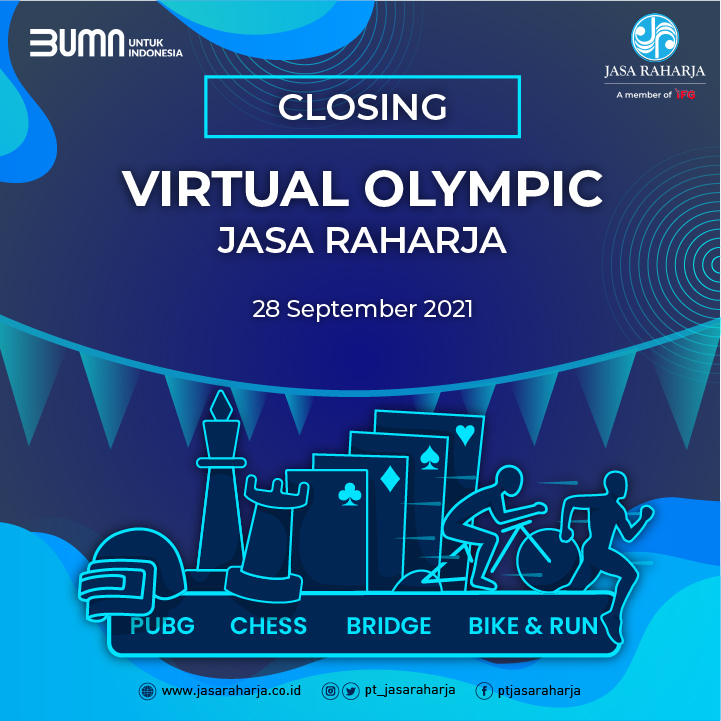 BUMN UNTUK
INDONESIA
JASA RAHARJA
A member of IFG
CLOSING
VIRTUAL OLYMPIC
JASA RAHARJA
28 September 2021
PUBG CHESS BRIDGE BIKE & RUN
www.jasaraharja.co.id pt_jasaraharja ptjasaraharja